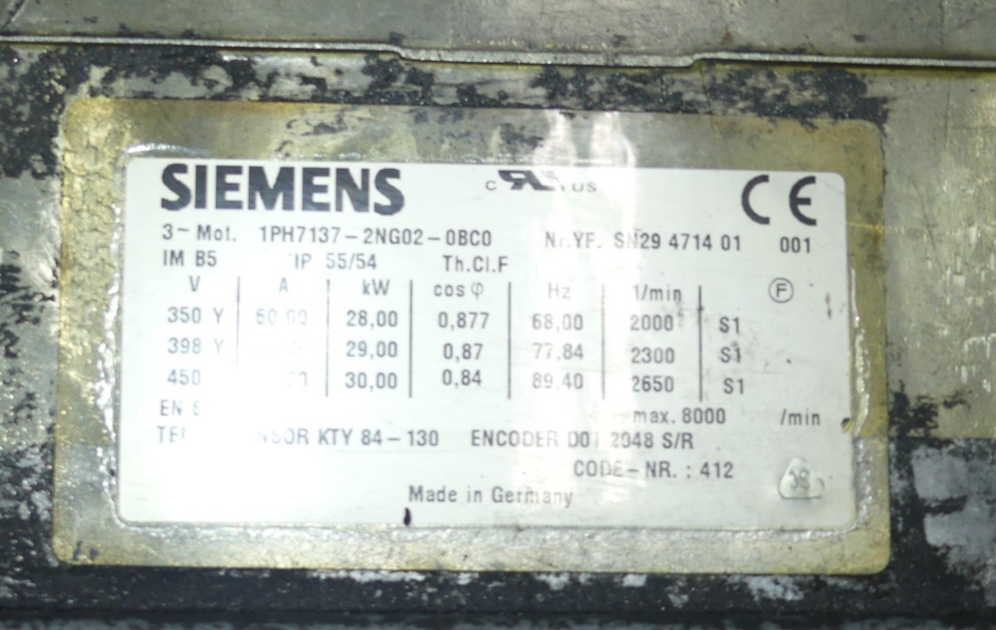 SIEMENS c RU US CE
3~ Mot. 1PH7137-2NG02-0BC0 Nr.YF. SN29 4714 01 001
IM B5 IP 55/54 Th.Cl.F
V A kW cos φ Hz 1/min F
350 Y 60,00 28,00 0,877 68,00 2000 S1
398 Y 29,00 0,87 77,84 2300 S1
450 30,00 0,84 89,40 2650 S1
EN max. 8000 /min
KTY 84-130 ENCODER D01 2048 S/R
CODE-NR. : 412
Made in Germany